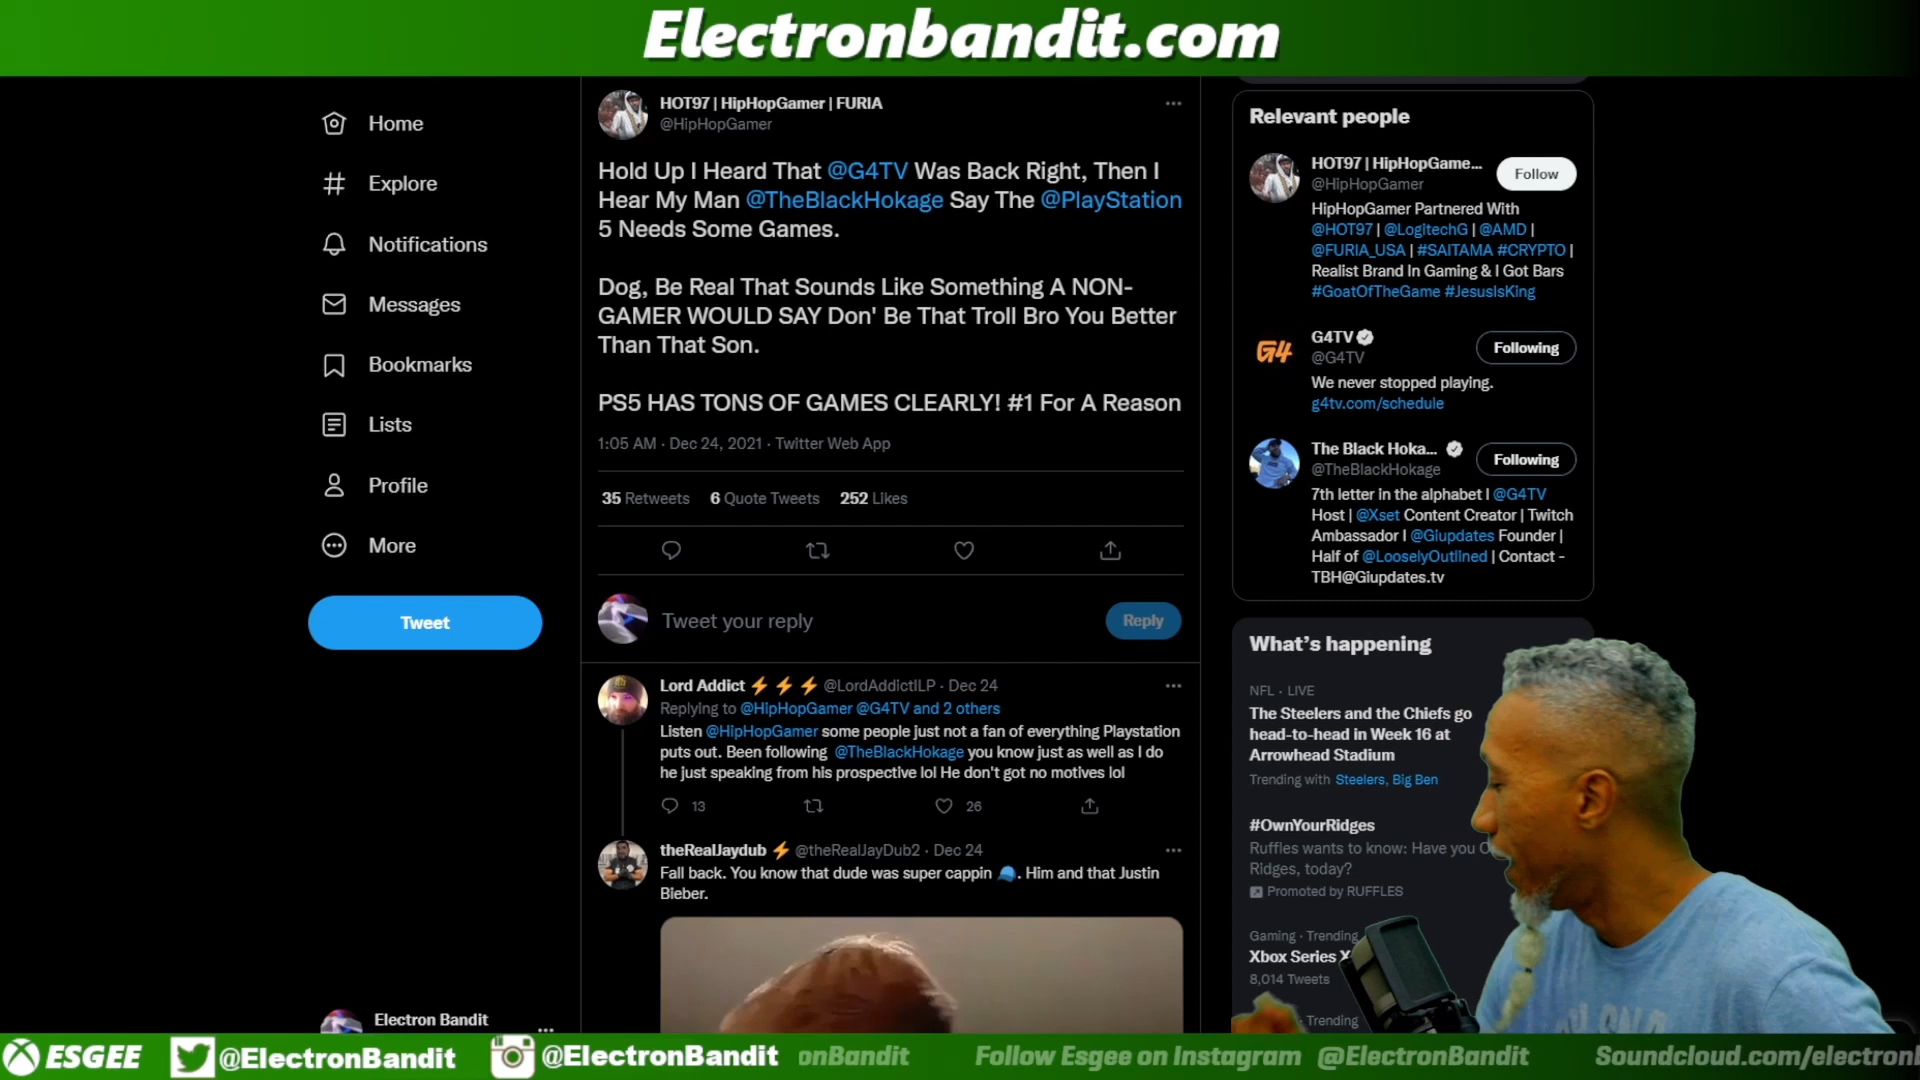 Electronbandit.com
Home
Explore
Notifications
Messages
Bookmarks
Lists
Profile
More
Tweet
Electron Bandit
HOT97 | HipHopGamer | FURIA
@HipHopGamer
Hold Up I Heard That @G4TV Was Back Right, Then I
Hear My Man @TheBlackHokage Say The @PlayStation
5 Needs Some Games.
Dog, Be Real That Sounds Like Something A NON-
GAMER WOULD SAY Don' Be That Troll Bro You Better
Than That Son.
PS5 HAS TONS OF GAMES CLEARLY! #1 For A Reason
1:05 AM · Dec 24, 2021 · Twitter Web App
35 Retweets 6 Quote Tweets 252 Likes
Tweet your reply
Reply
Lord Addict ⚡⚡⚡ @LordAddictILP · Dec 24
Replying to @HipHopGamer @G4TV and 2 others
Listen @HipHopGamer some people just not a fan of everything Playstation
puts out. Been following @TheBlackHokage you know just as well as I do
he just speaking from his prospective lol He don't got no motives lol
13 26
theRealJaydub ⚡ @theRealJayDub2 · Dec 24
Fall back. You know that dude was super cappin 🧢. Him and that Justin
Bieber.
Relevant people
HOT97 | HipHopGame...
@HipHopGamer
Follow
HipHopGamer Partnered With
@HOT97 | @LogitechG | @AMD |
@FURIA_USA | #SAITAMA #CRYPTO |
Realist Brand In Gaming & I Got Bars
#GoatOfTheGame #JesusIsKing
G4
G4TV
@G4TV
Following
We never stopped playing.
g4tv.com/schedule
The Black Hoka...
@TheBlackHokage
Following
7th letter in the alphabet | @G4TV
Host | @Xset Content Creator | Twitch
Ambassador | @Giupdates Founder |
Half of @LooselyOutlined | Contact -
TBH@Giupdates.tv
What's happening
NFL · LIVE
The Steelers and the Chiefs go
head-to-head in Week 16 at
Arrowhead Stadium
Trending with Steelers, Big Ben
#OwnYourRidges
Ruffles wants to know: Have you O
Ridges, today?
Promoted by RUFFLES
Gaming · Trending
Xbox Series X
8,014 Tweets
· Trending
ESGEE @ElectronBandit @ElectronBandit onBandit Follow Esgee on Instagram @ElectronBandit Soundcloud.com/electronl